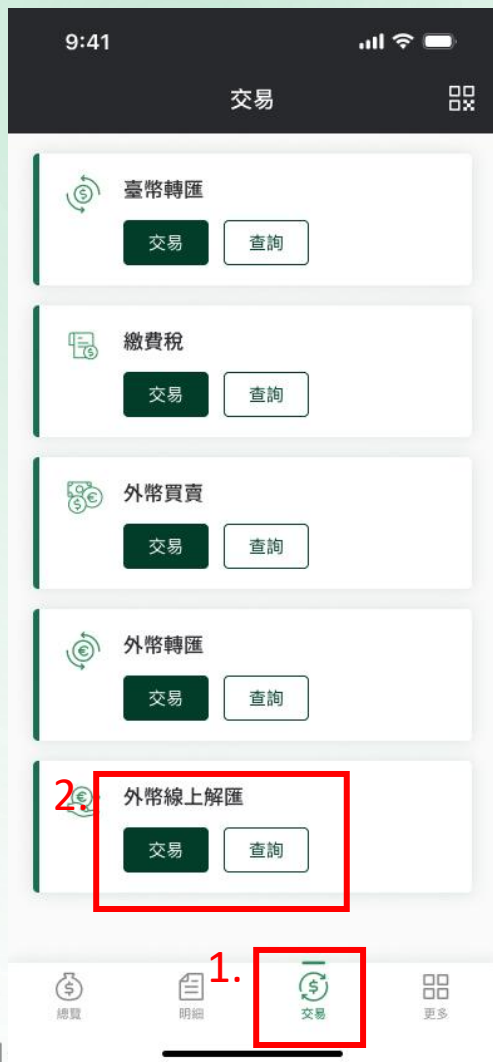 9:41
交易
臺幣轉匯
交易 查詢
繳費稅
交易 查詢
外幣買賣
交易 查詢
外幣轉匯
交易 查詢
2.
外幣線上解匯
交易 查詢
1.
總覽 明細 交易 更多